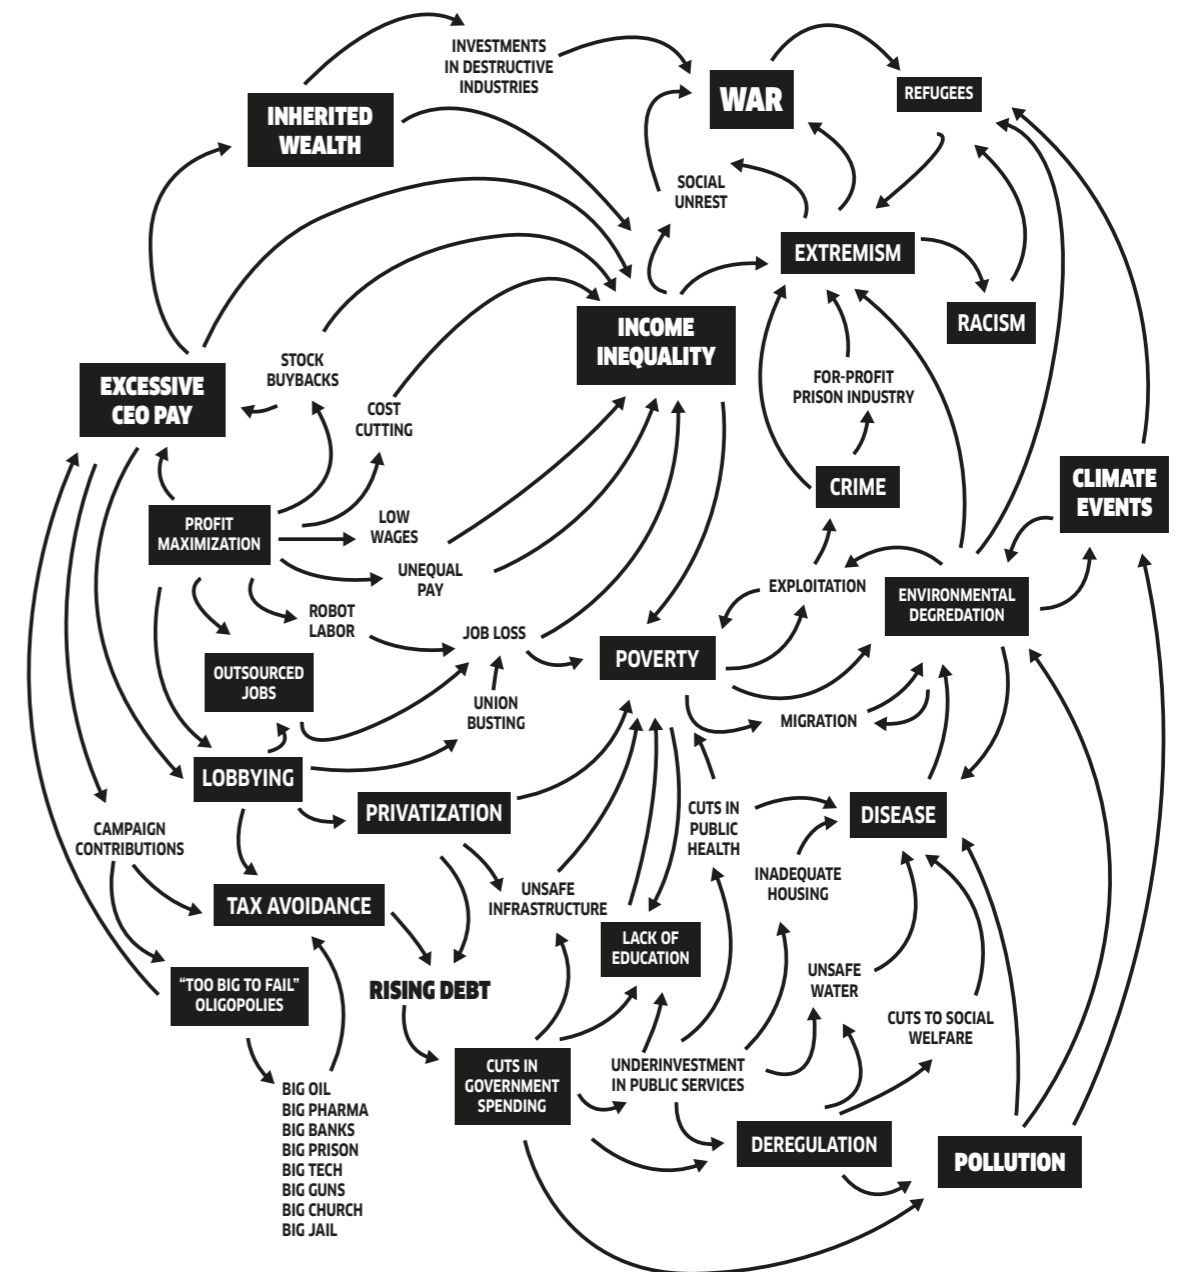 INVESTMENTS
IN DESTRUCTIVE
INDUSTRIES
WAR
REFUGEES
INHERITED
WEALTH
SOCIAL
UNREST
EXTREMISM
RACISM
INCOME
INEQUALITY
STOCK
BUYBACKS
EXCESSIVE
CEO PAY
COST
CUTTING
FOR-PROFIT
PRISON INDUSTRY
CRIME
CLIMATE
EVENTS
PROFIT
MAXIMIZATION
LOW
WAGES
UNEQUAL
PAY
EXPLOITATION
ENVIRONMENTAL
DEGREDATION
ROBOT
LABOR
JOB LOSS
POVERTY
OUTSOURCED
JOBS
UNION
BUSTING
MIGRATION
LOBBYING
PRIVATIZATION
CUTS IN
PUBLIC
HEALTH
DISEASE
CAMPAIGN
CONTRIBUTIONS
INADEQUATE
HOUSING
TAX AVOIDANCE
UNSAFE
INFRASTRUCTURE
LACK OF
EDUCATION
"TOO BIG TO FAIL"
OLIGOPOLIES
RISING DEBT
UNSAFE
WATER
CUTS TO SOCIAL
WELFARE
CUTS IN
GOVERNMENT
SPENDING
UNDERINVESTMENT
IN PUBLIC SERVICES
BIG OIL
BIG PHARMA
BIG BANKS
BIG PRISON
BIG TECH
BIG GUNS
BIG CHURCH
BIG JAIL
DEREGULATION
POLLUTION